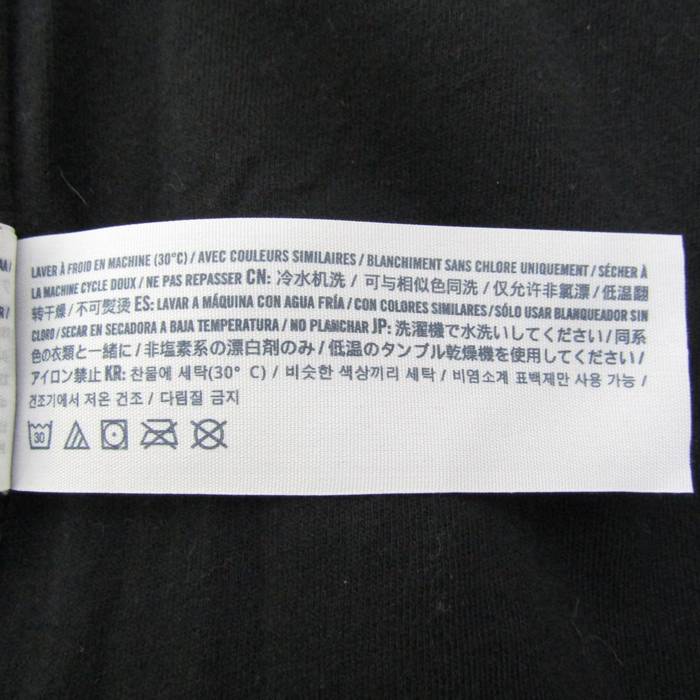 LAVER À FROID EN MACHINE (30°C) / AVEC COULEURS SIMILAIRES / BLANCHIMENT SANS CHLORE UNIQUEMENT / SÉCHER À
LA MACHINE CYCLE DOUX / NE PAS REPASSER CN: 冷水机洗 / 可与相似色同洗 / 仅允许非氯漂 / 低温翻
转干燥 / 不可熨烫 ES: LAVAR A MÁQUINA CON AGUA FRÍA / CON COLORES SIMILARES / SÓLO USAR BLANQUEADOR SIN
CLORO / SECAR EN SECADORA A BAJA TEMPERATURA / NO PLANCHAR JP: 洗濯機で水洗いしてください / 同系
色の衣類と一緒に / 非塩素系の漂白剤のみ / 低温のタンブル乾燥機を使用してください /
アイロン禁止 KR: 찬물에 세탁(30° C) / 비슷한 색상끼리 세탁 / 비염소계 표백제만 사용 가능 /
건조기에서 저온 건조 / 다림질 금지
30